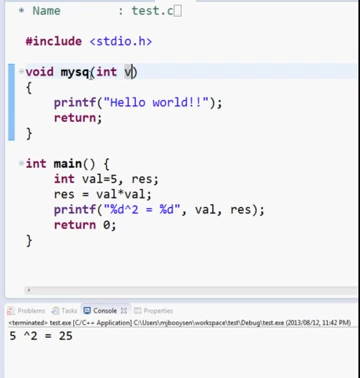 * Name : test.c
#include <stdio.h>
void mysq(int v)
{
printf("Hello world!!");
return;
}
int main() {
int val=5, res;
res = val*val;
printf("%d^2 = %d", val, res);
return 0;
}
Problems Tasks Console Properties
<terminated> test.exe [C/C++ Application] C:\Users\mjbooysen\workspace\test\Debug\test.exe (2013/08/12, 11:42 PM)
5 ^2 = 25